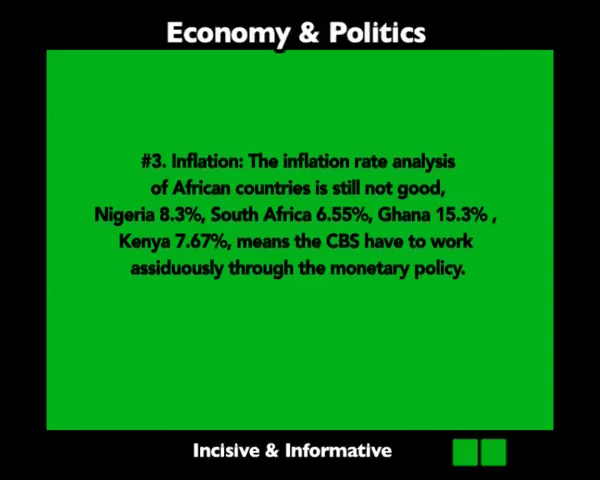 Economy & Politics
#3. Inflation: The inflation rate analysis
of African countries is still not good,
Nigeria 8.3%, South Africa 6.55%, Ghana 15.3% ,
Kenya 7.67%, means the CBS have to work
assiduously through the monetary policy.
Incisive & Informative